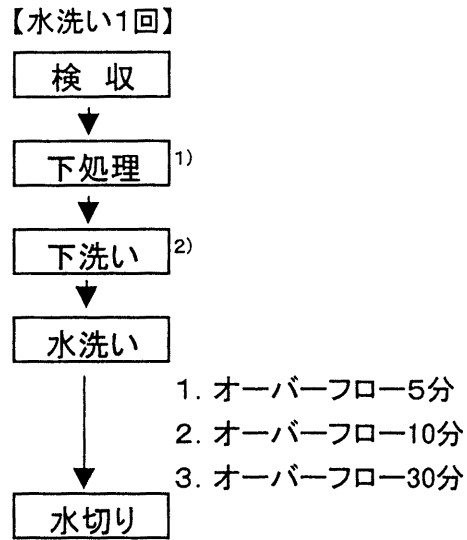 【水洗い1回】
検 収
下処理 1)
下洗い 2)
水洗い
1. オーバーフロー5分
2. オーバーフロー10分
3. オーバーフロー30分
水切り